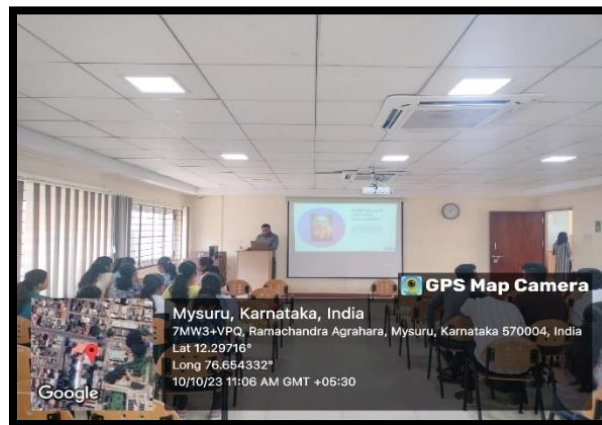 GPS Map Camera
Mysuru, Karnataka, India
7MW3+VPQ, Ramachandra Agrahara, Mysuru, Karnataka 570004, India
Lat 12.29716°
Long 76.654332°
10/10/23 11:06 AM GMT +05:30
Google